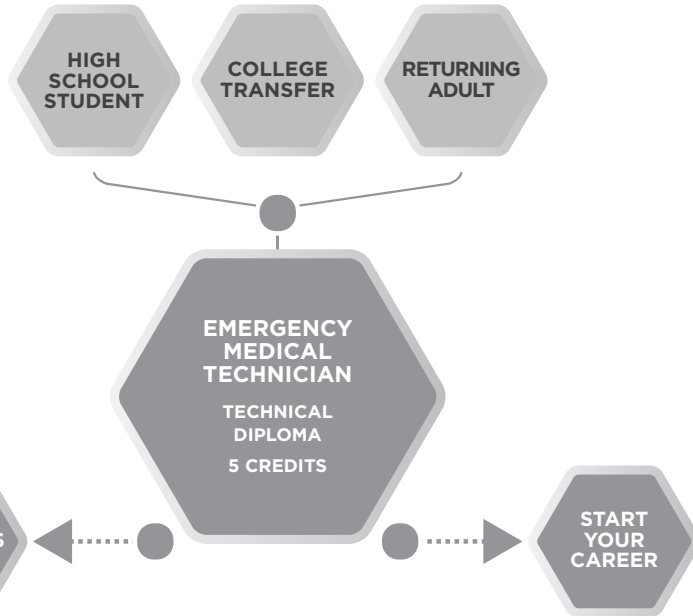 HIGH
SCHOOL
STUDENT
COLLEGE
TRANSFER
RETURNING
ADULT
EMERGENCY
MEDICAL
TECHNICIAN
TECHNICAL
DIPLOMA
5 CREDITS
START
YOUR
CAREER